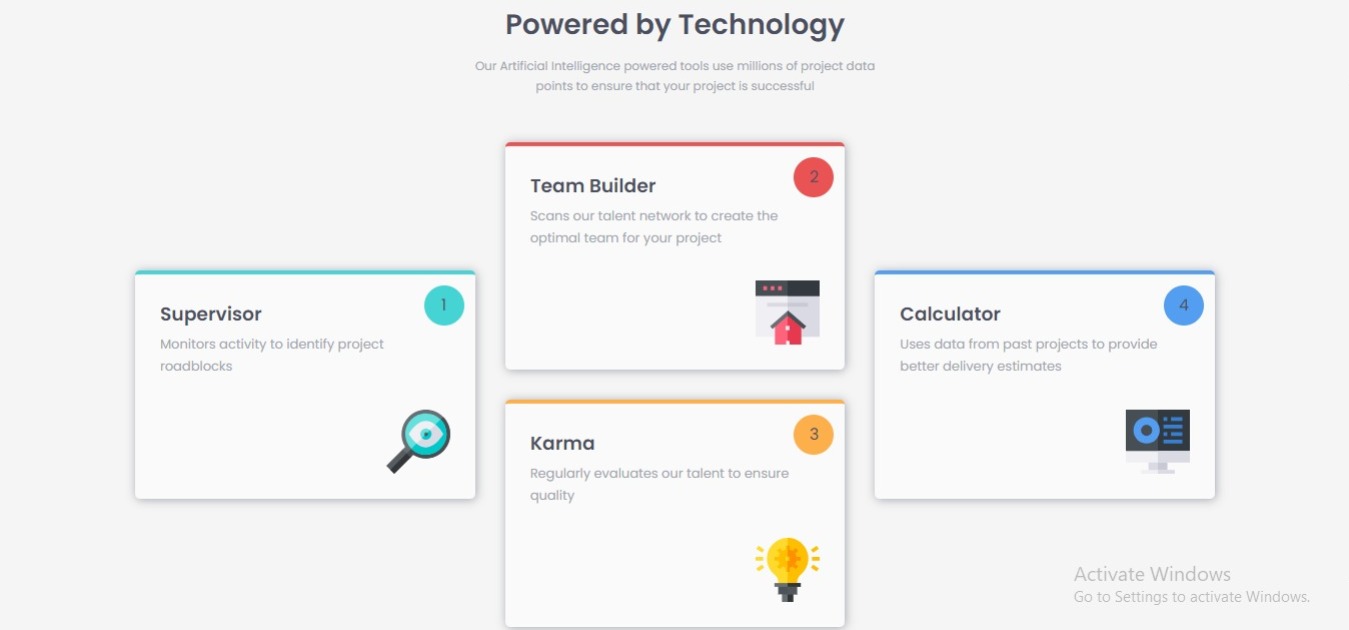 Powered by Technology
Our Artificial Intelligence powered tools use millions of project data
points to ensure that your project is successful
1
Supervisor
Monitors activity to identify project
roadblocks
2
Team Builder
Scans our talent network to create the
optimal team for your project
3
Karma
Regularly evaluates our talent to ensure
quality
4
Calculator
Uses data from past projects to provide
better delivery estimates
Activate Windows
Go to Settings to activate Windows.